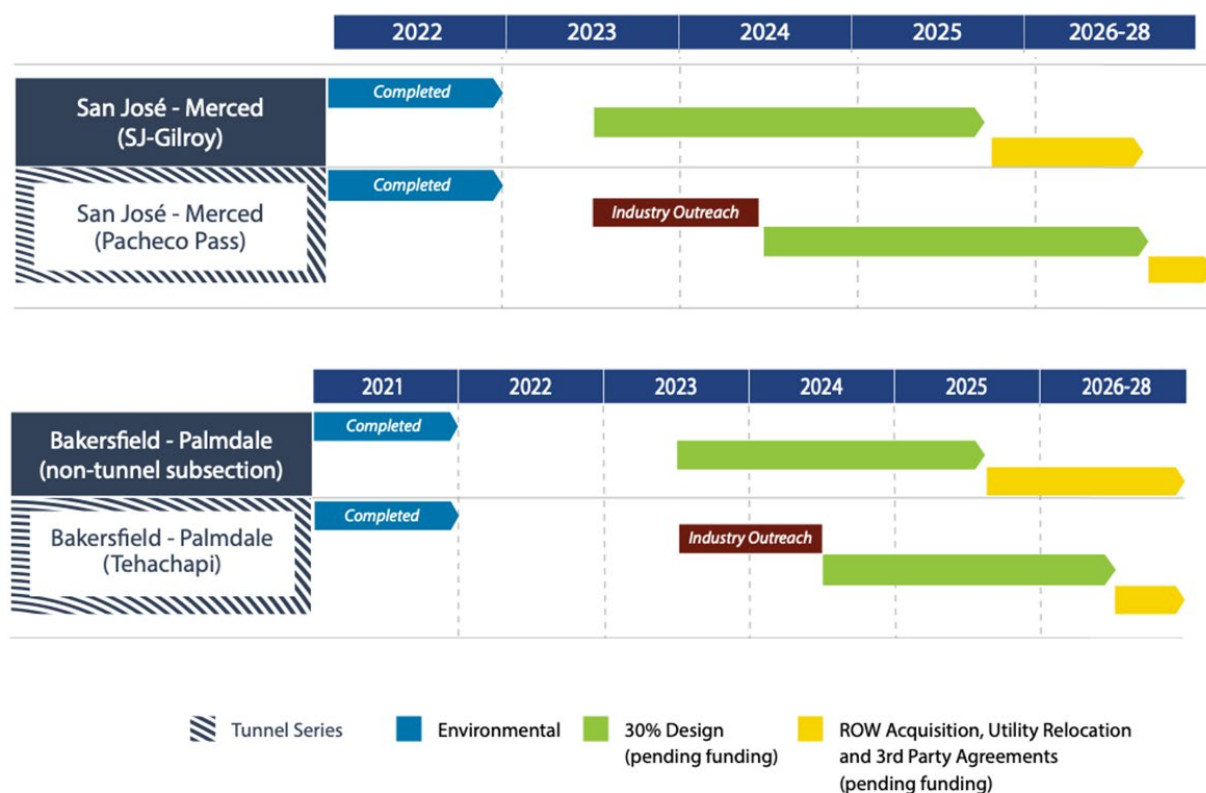 2022 2023 2024 2025 2026-28
San José - Merced
(SJ-Gilroy)
Completed
San José - Merced
(Pacheco Pass)
Completed
Industry Outreach
2021 2022 2023 2024 2025 2026-28
Bakersfield - Palmdale
(non-tunnel subsection)
Completed
Bakersfield - Palmdale
(Tehachapi)
Completed
Industry Outreach
Tunnel Series
Environmental
30% Design
(pending funding)
ROW Acquisition, Utility Relocation
and 3rd Party Agreements
(pending funding)